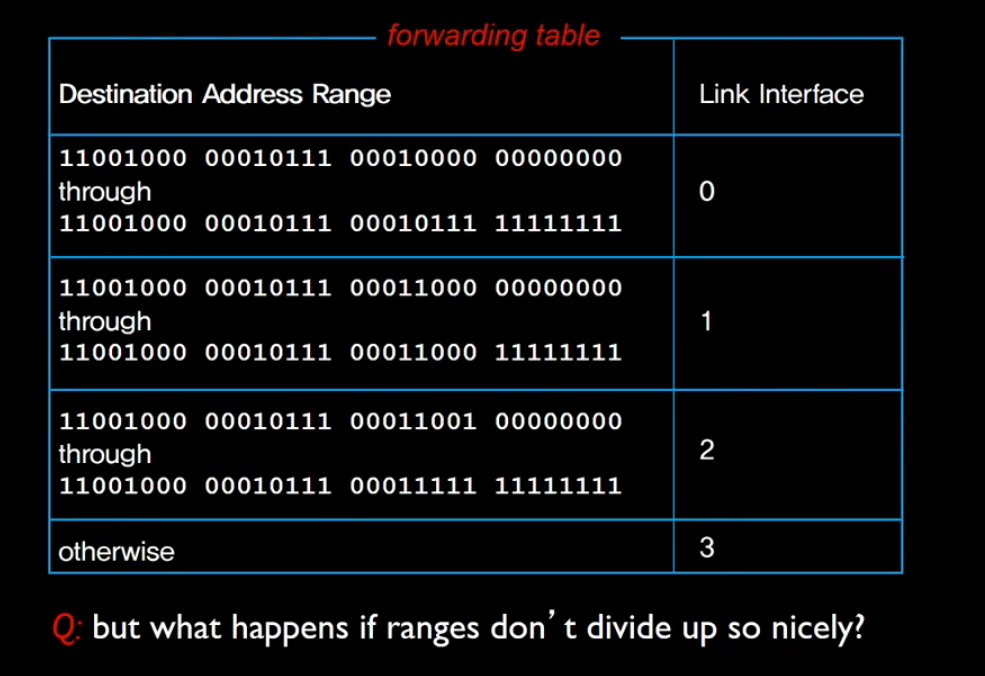 forwarding table
Destination Address Range
Link Interface
11001000 00010111 00010000 00000000
through
11001000 00010111 00010111 11111111
0
11001000 00010111 00011000 00000000
through
11001000 00010111 00011000 11111111
1
11001000 00010111 00011001 00000000
through
11001000 00010111 00011111 11111111
2
otherwise
3
Q: but what happens if ranges don’t divide up so nicely?